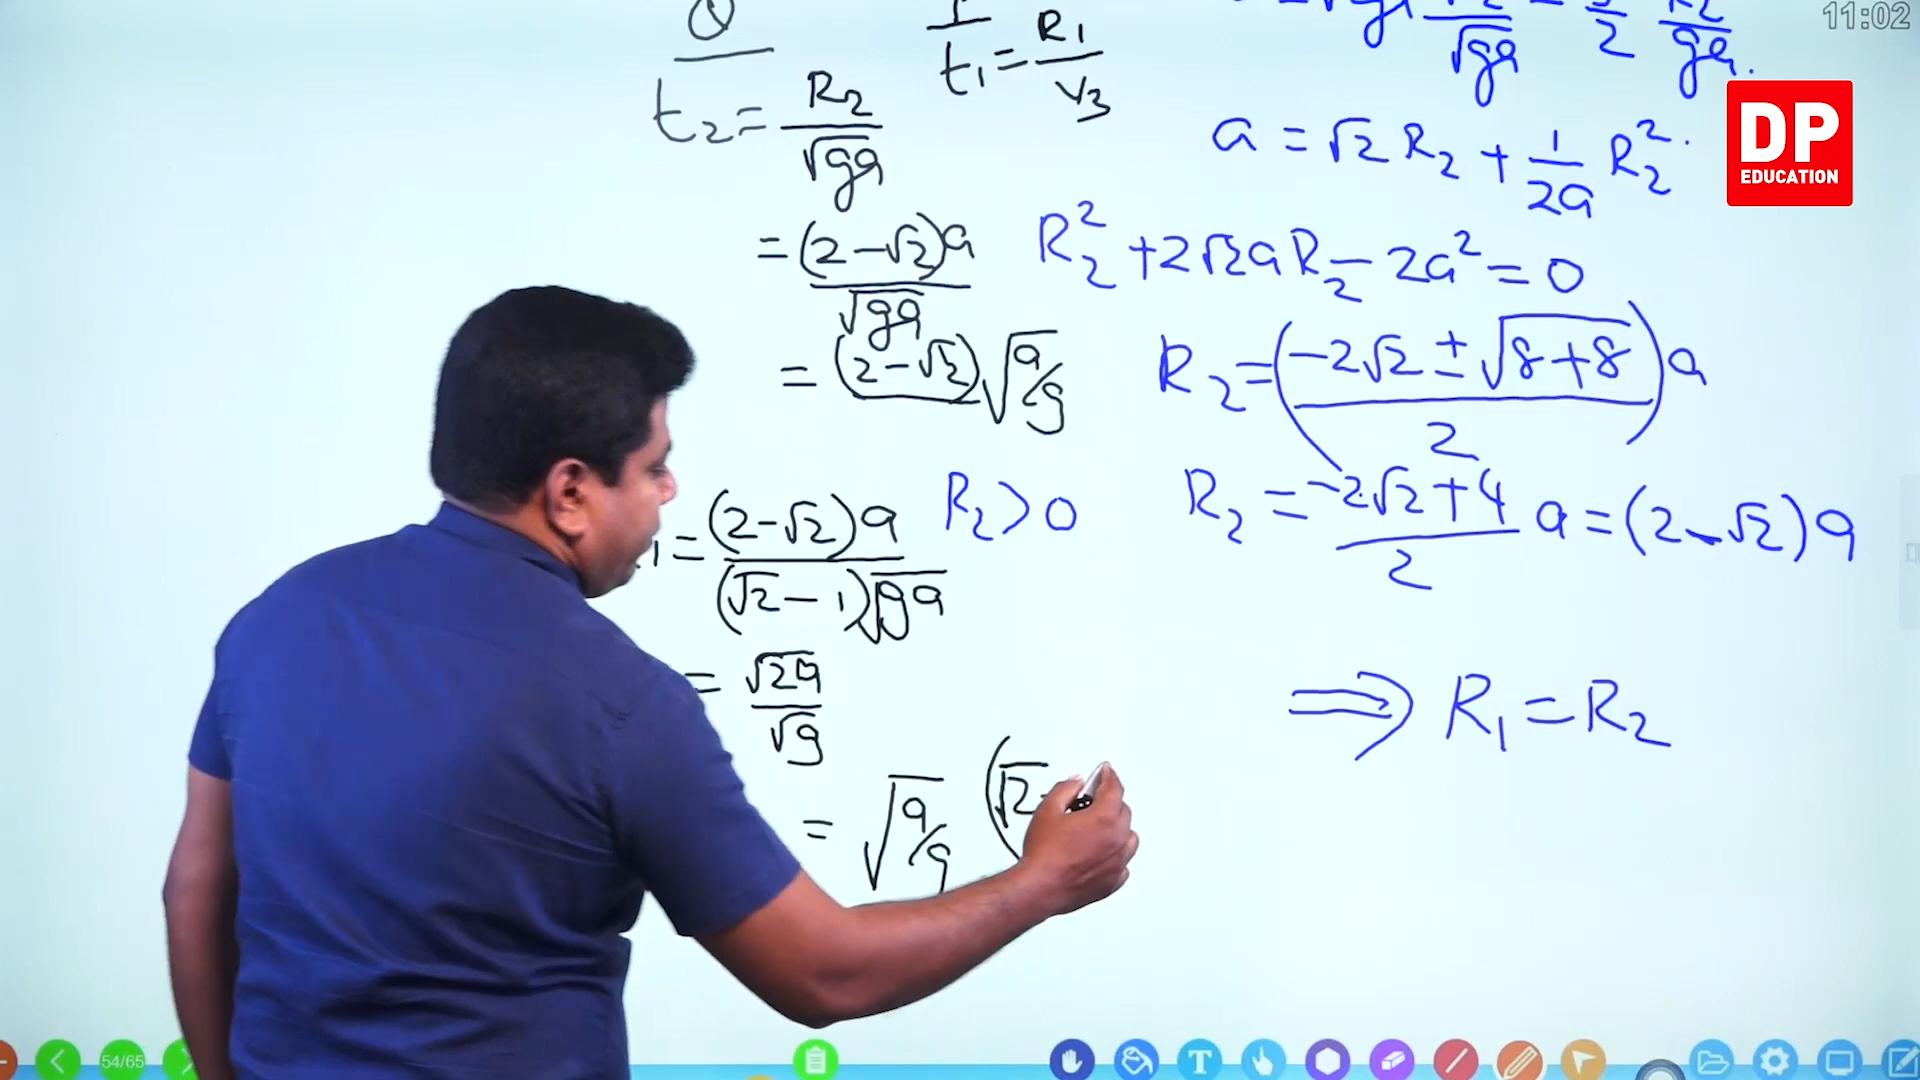 11:02
DP
EDUCATION
Q
t₂ = R₂/√ga
= (2-√2)a/√ga
= (2-√2)√a/g
t₁ = R₁/V₃
₁ = (2-√2)a/(√2-1)√ga
= √2a/√g
= √a/g (√2-
a = √2 R₂ + 1/2a R₂²
R₂² + 2√2aR₂ - 2a² = 0
R₂ = (-2√2 ± √8+8/2)a
R₂ > 0
R₂ = -2√2+4/2 a = (2-√2)a
⇒ R₁ = R₂
54/65
T